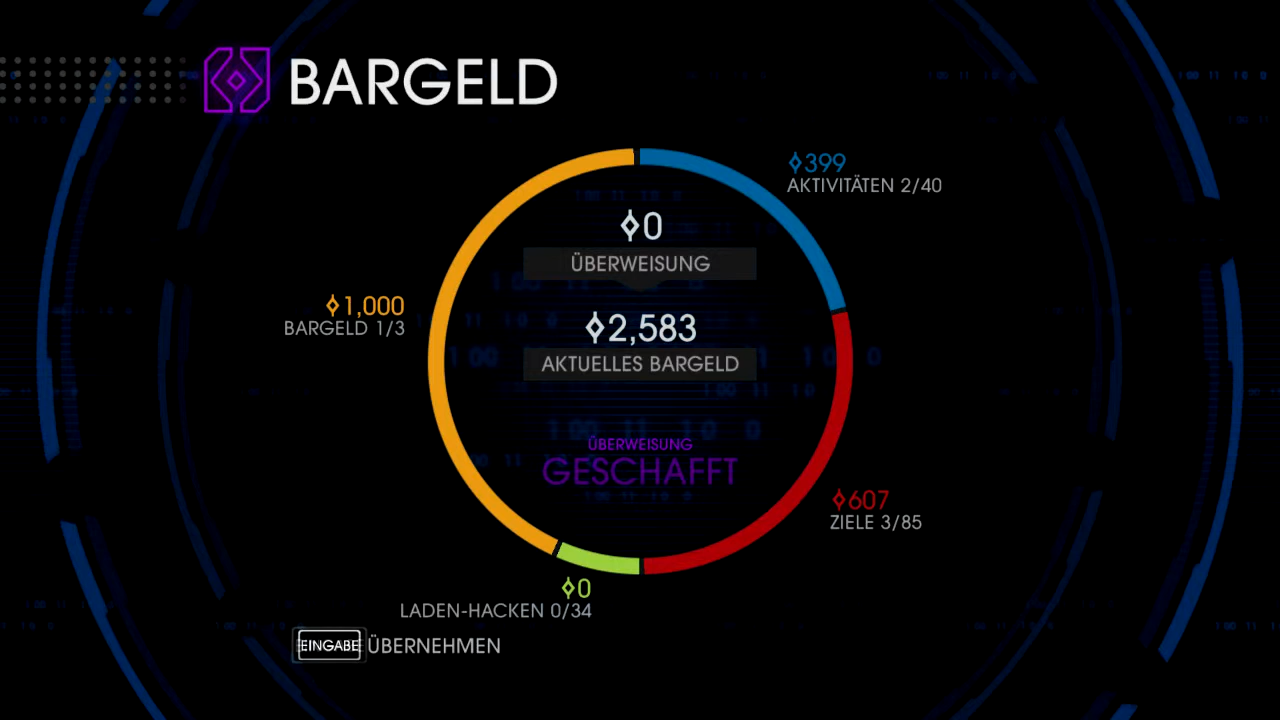 BARGELD
399
AKTIVITÄTEN 2/40
0
ÜBERWEISUNG
1,000
BARGELD 1/3
2,583
AKTUELLES BARGELD
ÜBERWEISUNG
GESCHAFFT
607
ZIELE 3/85
0
LADEN-HACKEN 0/34
EINGABE ÜBERNEHMEN